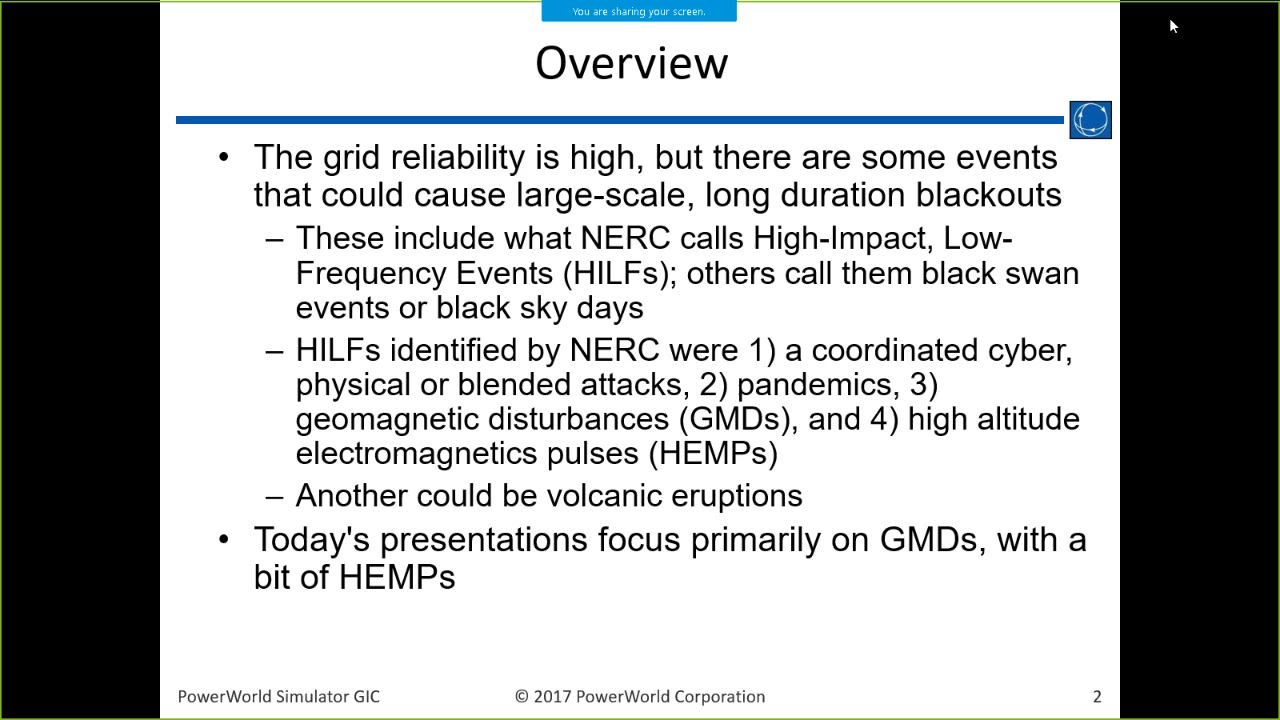 You are sharing your screen.
Overview
• The grid reliability is high, but there are some events
that could cause large-scale, long duration blackouts
– These include what NERC calls High-Impact, Low-
Frequency Events (HILFs); others call them black swan
events or black sky days
– HILFs identified by NERC were 1) a coordinated cyber,
physical or blended attacks, 2) pandemics, 3)
geomagnetic disturbances (GMDs), and 4) high altitude
electromagnetics pulses (HEMPs)
– Another could be volcanic eruptions
• Today's presentations focus primarily on GMDs, with a
bit of HEMPs
PowerWorld Simulator GIC
© 2017 PowerWorld Corporation
2